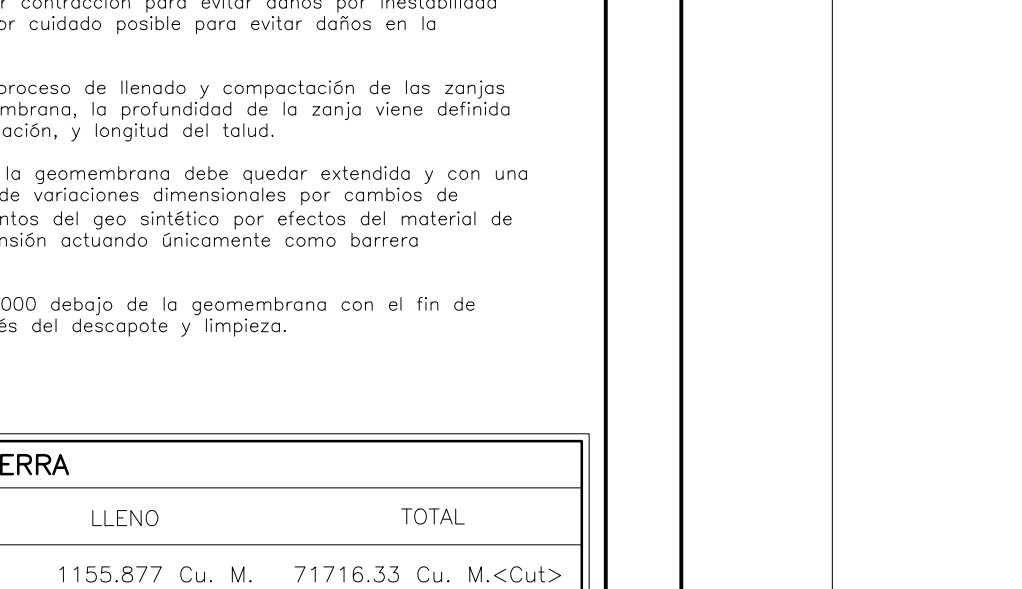 r contracción para evitar daños por inestabilidad
or cuidado posible para evitar daños en la
proceso de llenado y compactación de las zanjas
mbrana, la profundidad de la zanja viene definida
ación, y longitud del talud.
la geomembrana debe quedar extendida y con una
de variaciones dimensionales por cambios de
ntos del geo sintético por efectos del material de
nsión actuando únicamente como barrera
000 debajo de la geomembrana con el fin de
és del descapote y limpieza.
ERRA
LLENO TOTAL
1155.877 Cu. M. 71716.33 Cu. M.<Cut>